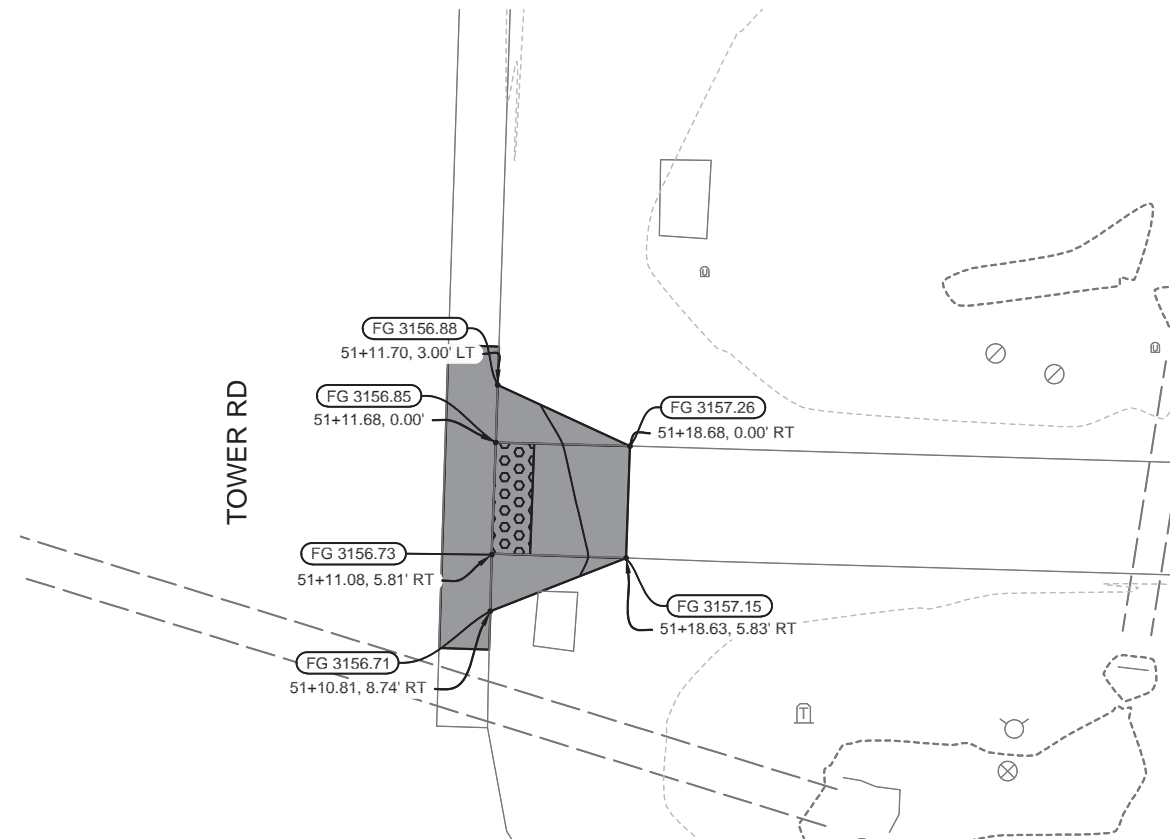 FG 3156.88
51+11.70, 3.00' LT
TOWER RD
FG 3156.85
51+11.68, 0.00'
FG 3157.26
51+18.68, 0.00' RT
FG 3156.73
51+11.08, 5.81' RT
FG 3157.15
51+18.63, 5.83' RT
FG 3156.71
51+10.81, 8.74' RT
T